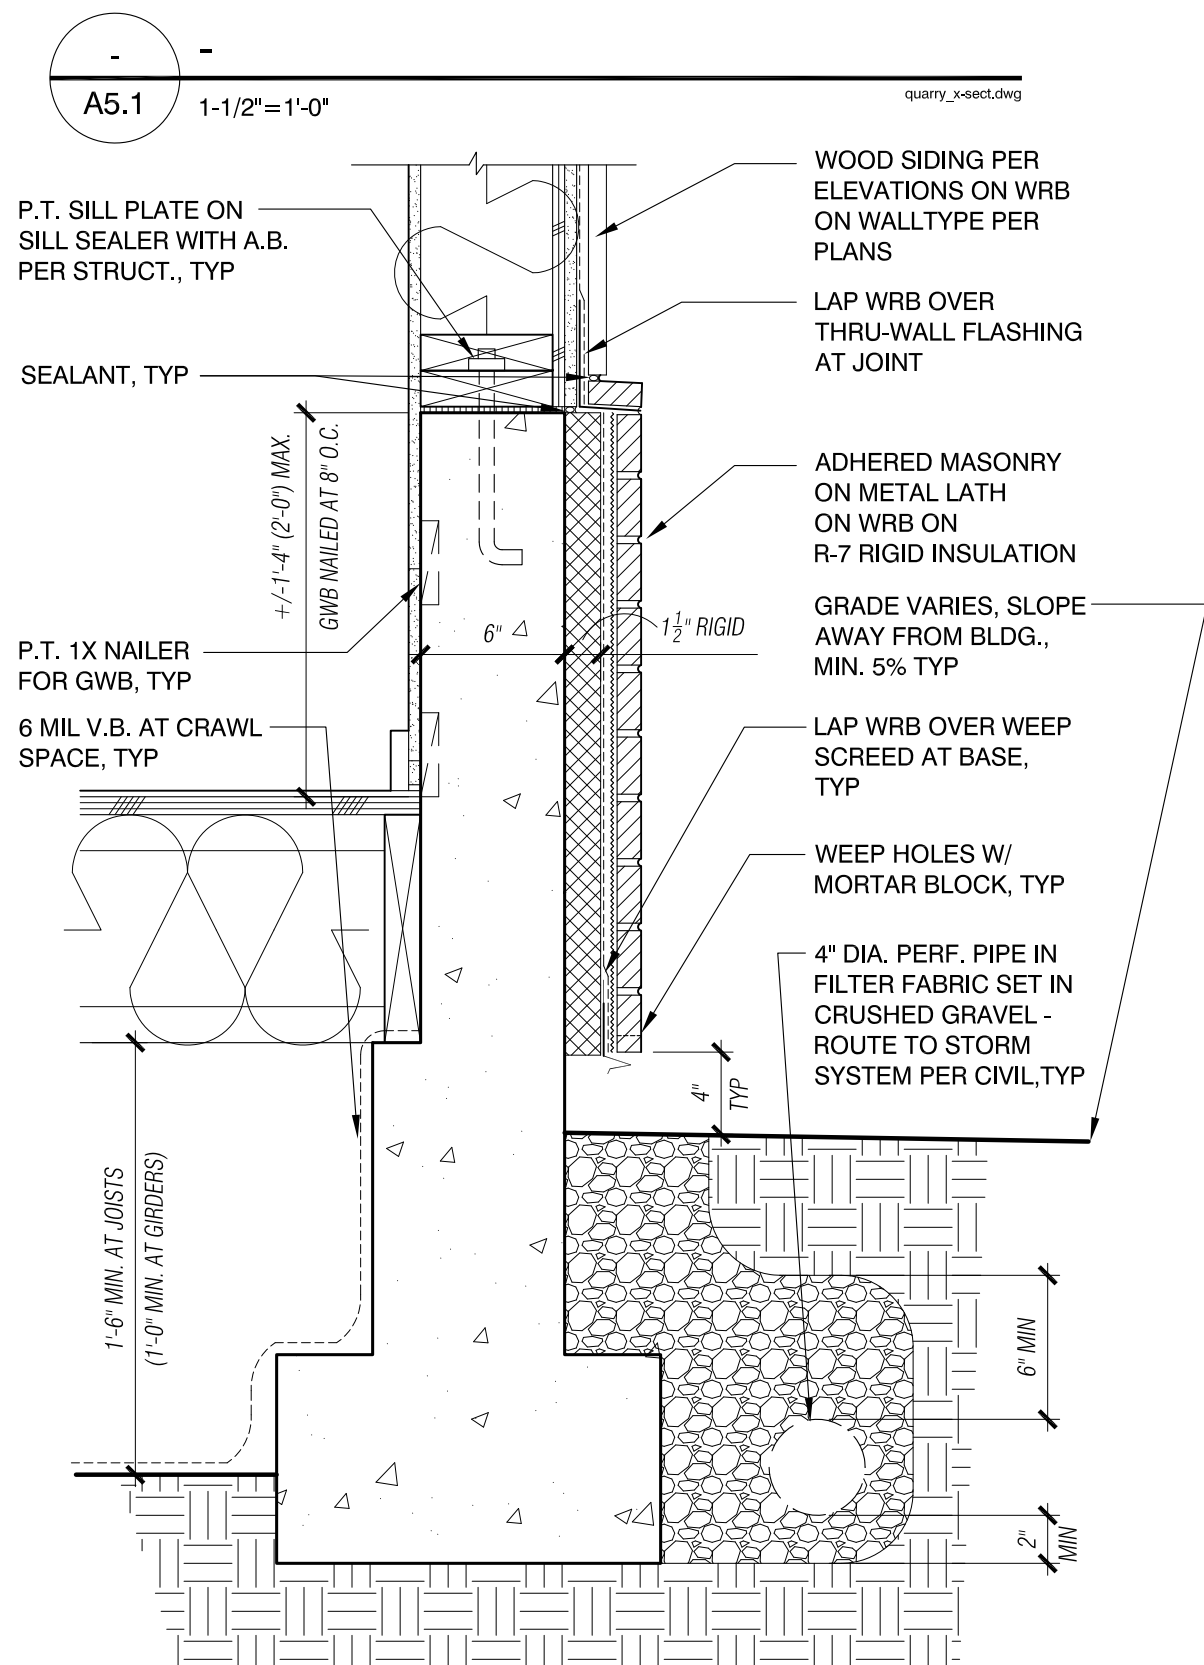 -
-
A5.1
1-1/2"=1'-0"
quarry_x-sect.dwg
P.T. SILL PLATE ON
SILL SEALER WITH A.B.
PER STRUCT., TYP
SEALANT, TYP
+/-1'-4" (2'-0") MAX.
GWB NAILED AT 8" O.C.
P.T. 1X NAILER
FOR GWB, TYP
6 MIL V.B. AT CRAWL
SPACE, TYP
6"
1 1/2" RIGID
1'-6" MIN. AT JOISTS
(1'-0" MIN. AT GIRDERS)
WOOD SIDING PER
ELEVATIONS ON WRB
ON WALLTYPE PER
PLANS
LAP WRB OVER
THRU-WALL FLASHING
AT JOINT
ADHERED MASONRY
ON METAL LATH
ON WRB ON
R-7 RIGID INSULATION
GRADE VARIES, SLOPE
AWAY FROM BLDG.,
MIN. 5% TYP
LAP WRB OVER WEEP
SCREED AT BASE,
TYP
WEEP HOLES W/
MORTAR BLOCK, TYP
4" DIA. PERF. PIPE IN
FILTER FABRIC SET IN
CRUSHED GRAVEL -
ROUTE TO STORM
SYSTEM PER CIVIL,TYP
4"
TYP
6" MIN
2"
MIN